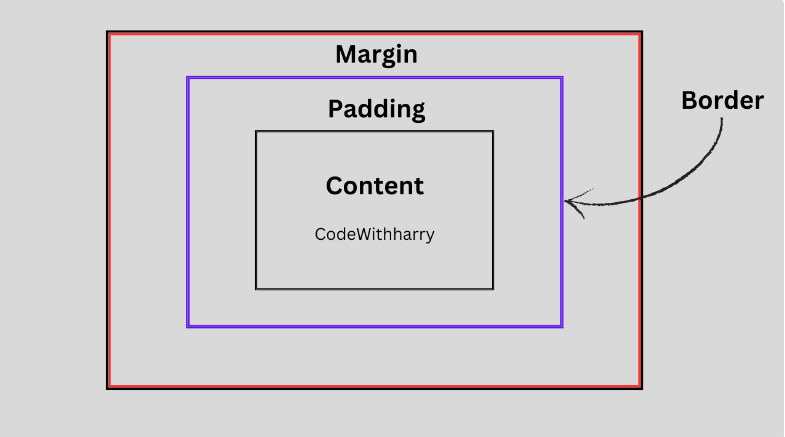 Margin
Padding
Border
Content
CodeWithharry